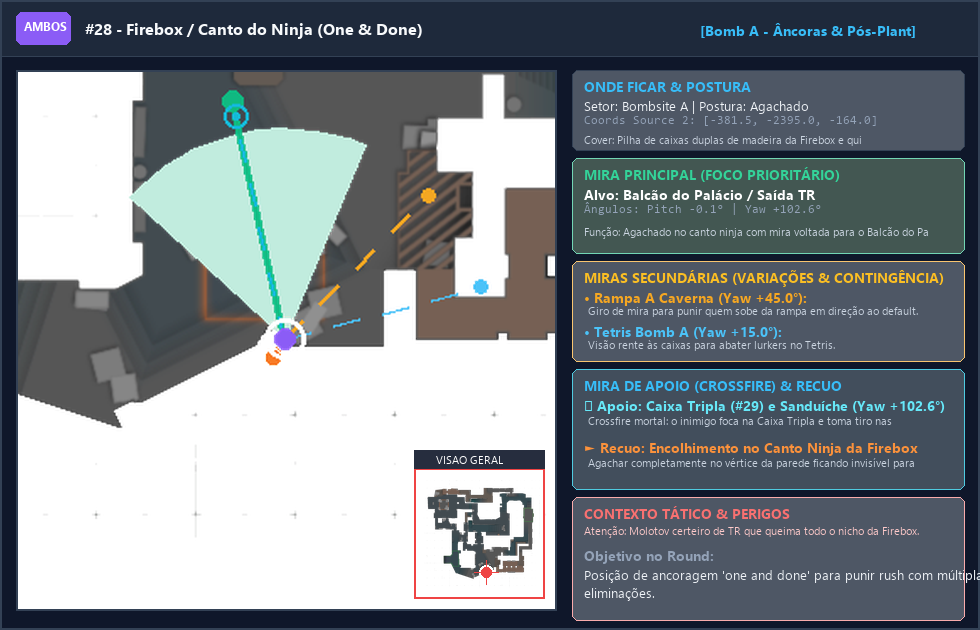 AMBOS
#28 - Firebox / Canto do Ninja (One & Done)
[Bomb A - Âncoras & Pós-Plant]
ONDE FICAR & POSTURA
Setor: Bombsite A | Postura: Agachado
Coords Source 2: [-381.5, -2395.0, -164.0]
Cover: Pilha de caixas duplas de madeira da Firebox e qui
MIRA PRINCIPAL (FOCO PRIORITÁRIO)
Alvo: Balcão do Palácio / Saída TR
Ângulos: Pitch -0.1° | Yaw +102.6°
Função: Agachado no canto ninja com mira voltada para o Balcão do Pa
MIRAS SECUNDÁRIAS (VARIAÇÕES & CONTINGÊNCIA)
• Rampa A Caverna (Yaw +45.0°):
Giro de mira para punir quem sobe da rampa em direção ao default.
• Tetris Bomb A (Yaw +15.0°):
Visão rente às caixas para abater lurkers no Tetris.
MIRA DE APOIO (CROSSFIRE) & RECUO
Apoio: Caixa Tripla (#29) e Sanduíche (Yaw +102.6°)
Crossfire mortal: o inimigo foca na Caixa Tripla e toma tiro nas
► Recuo: Encolhimento no Canto Ninja da Firebox
Agachar completamente no vértice da parede ficando invisível para
VISAO GERAL
CONTEXTO TÁTICO & PERIGOS
Atenção: Molotov certeiro de TR que queima todo o nicho da Firebox.
Objetivo no Round:
Posição de ancoragem 'one and done' para punir rush com múltipla
eliminações.